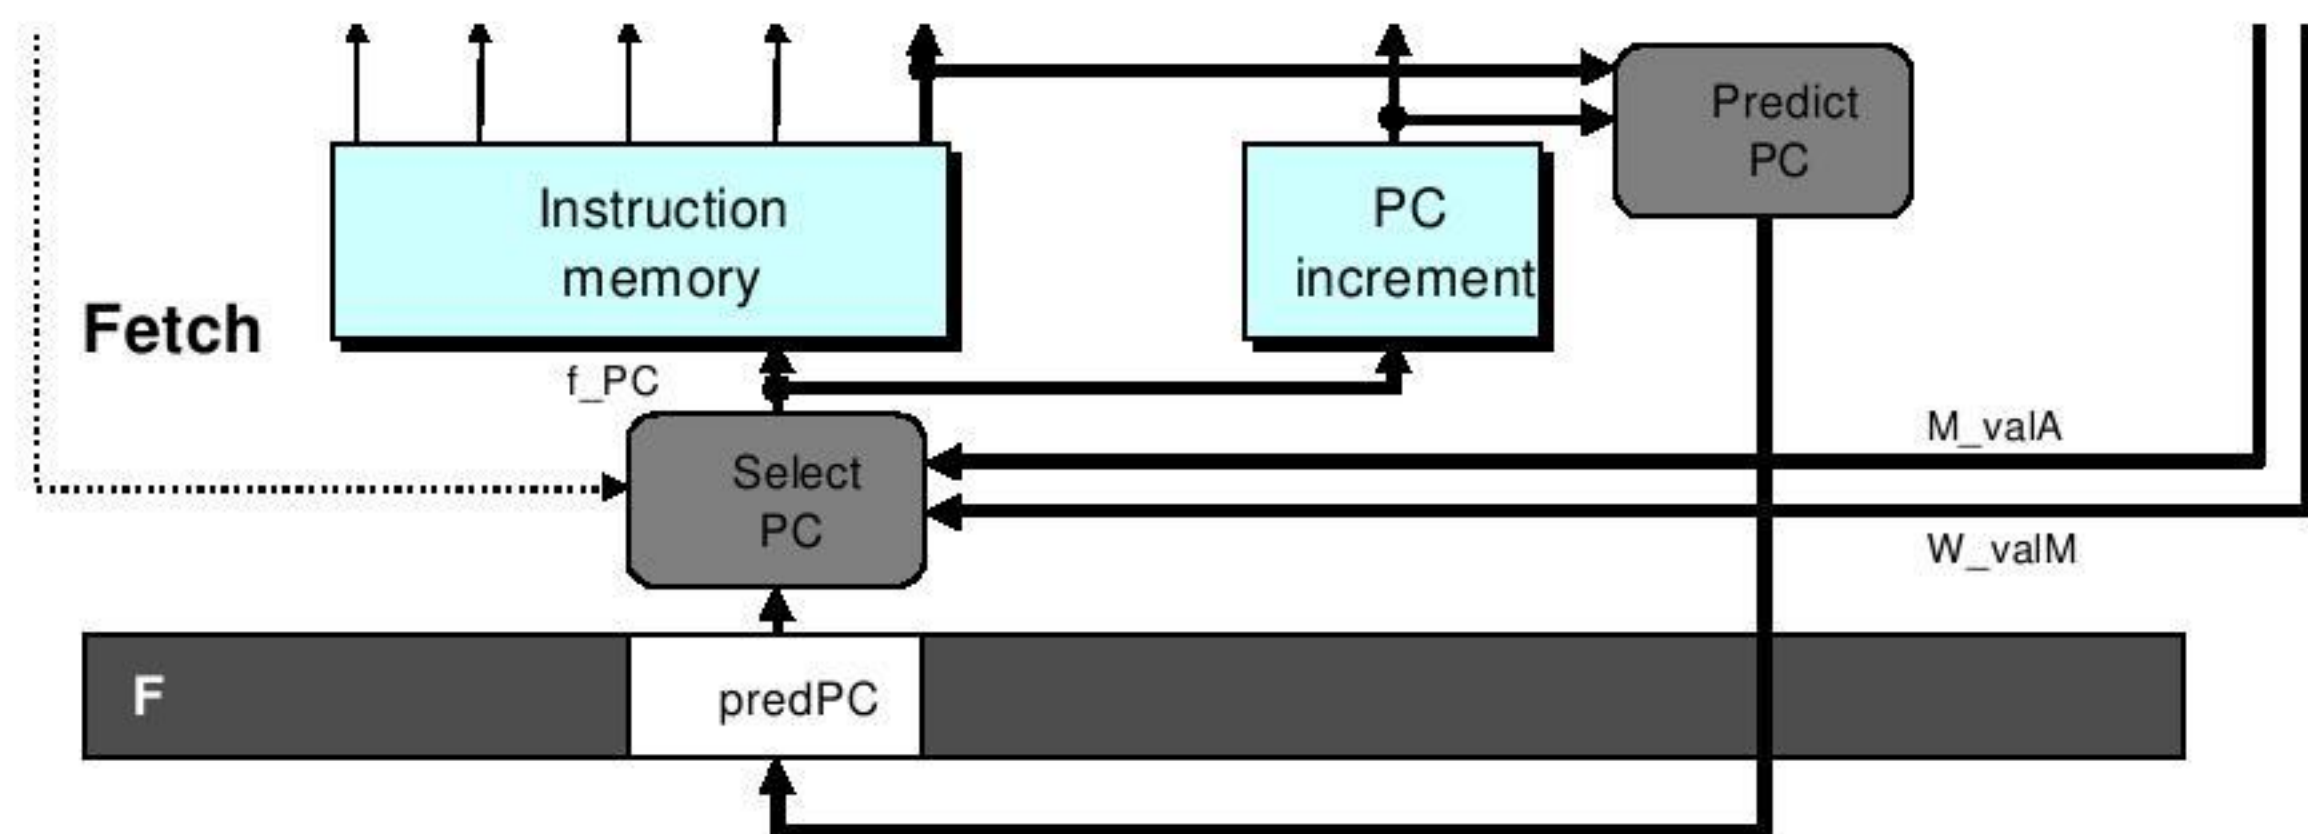 Predict
PC
Instruction
memory
PC
increment
Fetch
f_PC
M_valA
Select
PC
W_valM
F
predPC